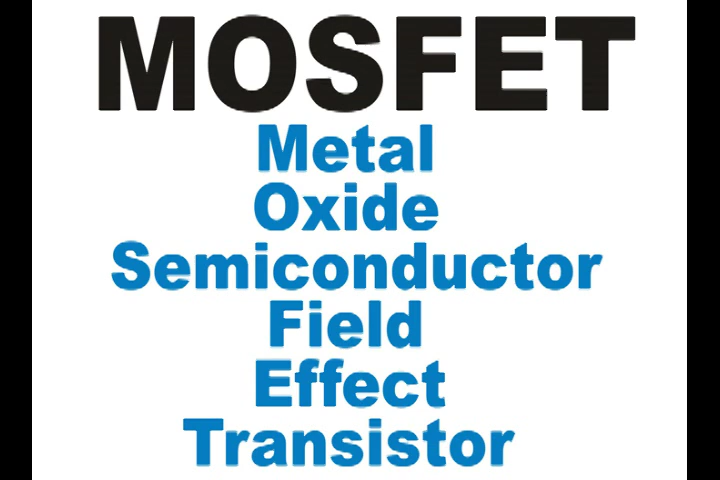 MOSFET
Metal
Oxide
Semiconductor
Field
Effect
Transistor